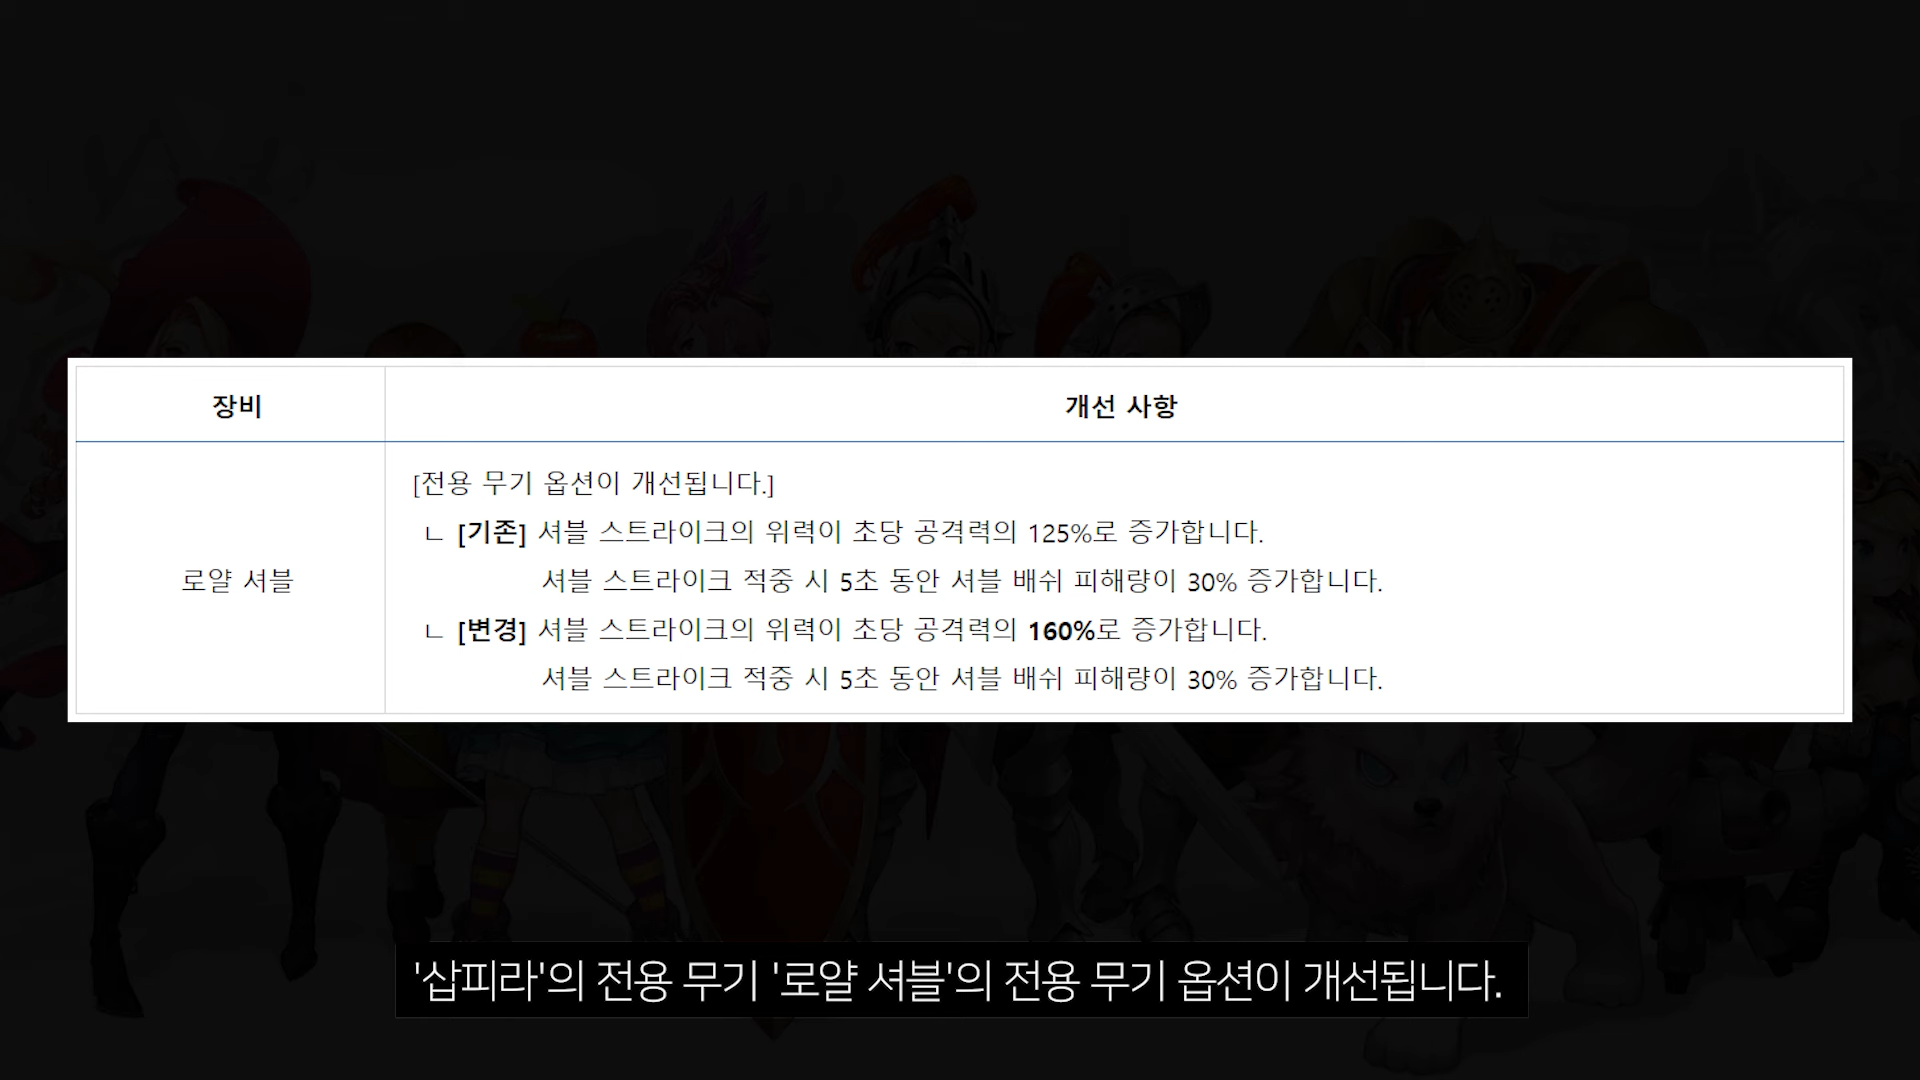 장비
개선 사항
로얄 셔블
[전용 무기 옵션이 개선됩니다.]
ㄴ [기존] 셔블 스트라이크의 위력이 초당 공격력의 125%로 증가합니다.
셔블 스트라이크 적중 시 5초 동안 셔블 배쉬 피해량이 30% 증가합니다.
ㄴ [변경] 셔블 스트라이크의 위력이 초당 공격력의 160%로 증가합니다.
셔블 스트라이크 적중 시 5초 동안 셔블 배쉬 피해량이 30% 증가합니다.
'삽피라'의 전용 무기 '로얄 셔블'의 전용 무기 옵션이 개선됩니다.